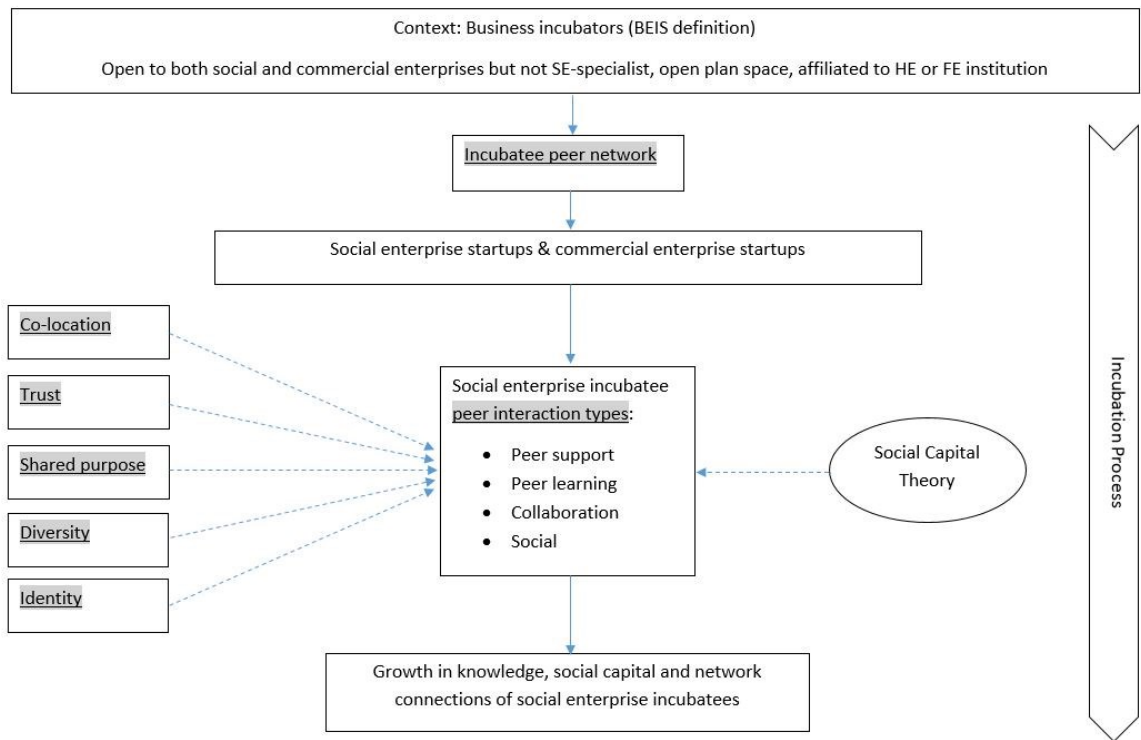 Context: Business incubators (BEIS definition)
Open to both social and commercial enterprises but not SE-specialist, open plan space, affiliated to HE or FE institution
Incubatee peer network
Social enterprise startups & commercial enterprise startups
Co-location
Trust
Shared purpose
Diversity
Identity
Social enterprise incubatee
peer interaction types:
• Peer support
• Peer learning
• Collaboration
• Social
Social Capital
Theory
Incubation Process
Growth in knowledge, social capital and network
connections of social enterprise incubatees